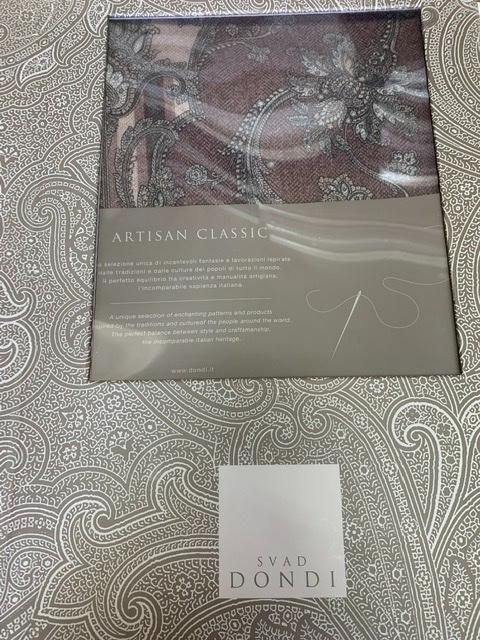 ARTISAN CLASSIC
selezione unica di incantevoli fantasie e lavorazioni ispirate
dalle tradizioni e dalle culture dei popoli di tutto il mondo.
Il perfetto equilibrio tra creatività e manualità artigiana,
l'incomparabile sapienza italiana.
A unique selection of enchanting patterns and products
by the traditions and cultureof the people around the world.
The perfect balance between style and craftsmanship,
the incomparable Italian heritage.
www.dondi.it
SVAD
DONDI